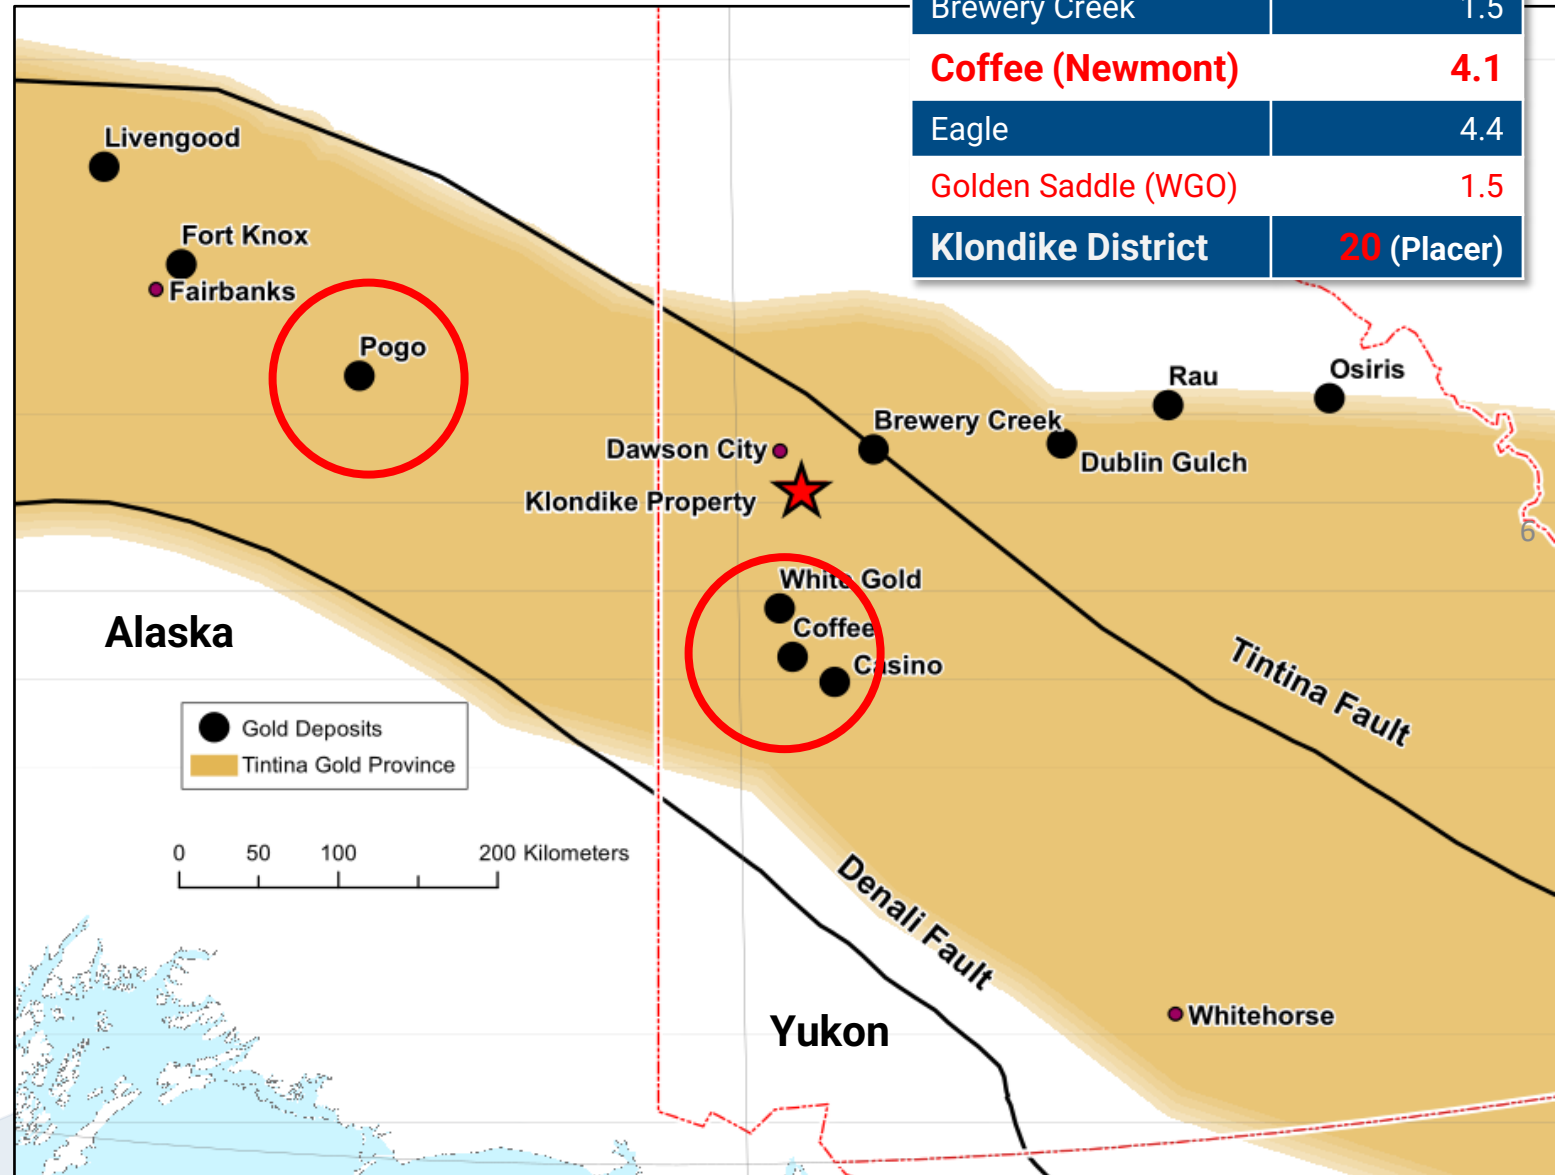 Brewery Creek 1.5
Coffee (Newmont) 4.1
Eagle 4.4
Golden Saddle (WGO) 1.5
Klondike District 20 (Placer)
Livengood
Fort Knox
Fairbanks
Pogo
Rau
Osiris
Brewery Creek
Dawson City
Dublin Gulch
Klondike Property
6
White Gold
Coffee
Casino
Alaska
Tintina Fault
Gold Deposits
Tintina Gold Province
0 50 100 200 Kilometers
Denali Fault
Whitehorse
Yukon